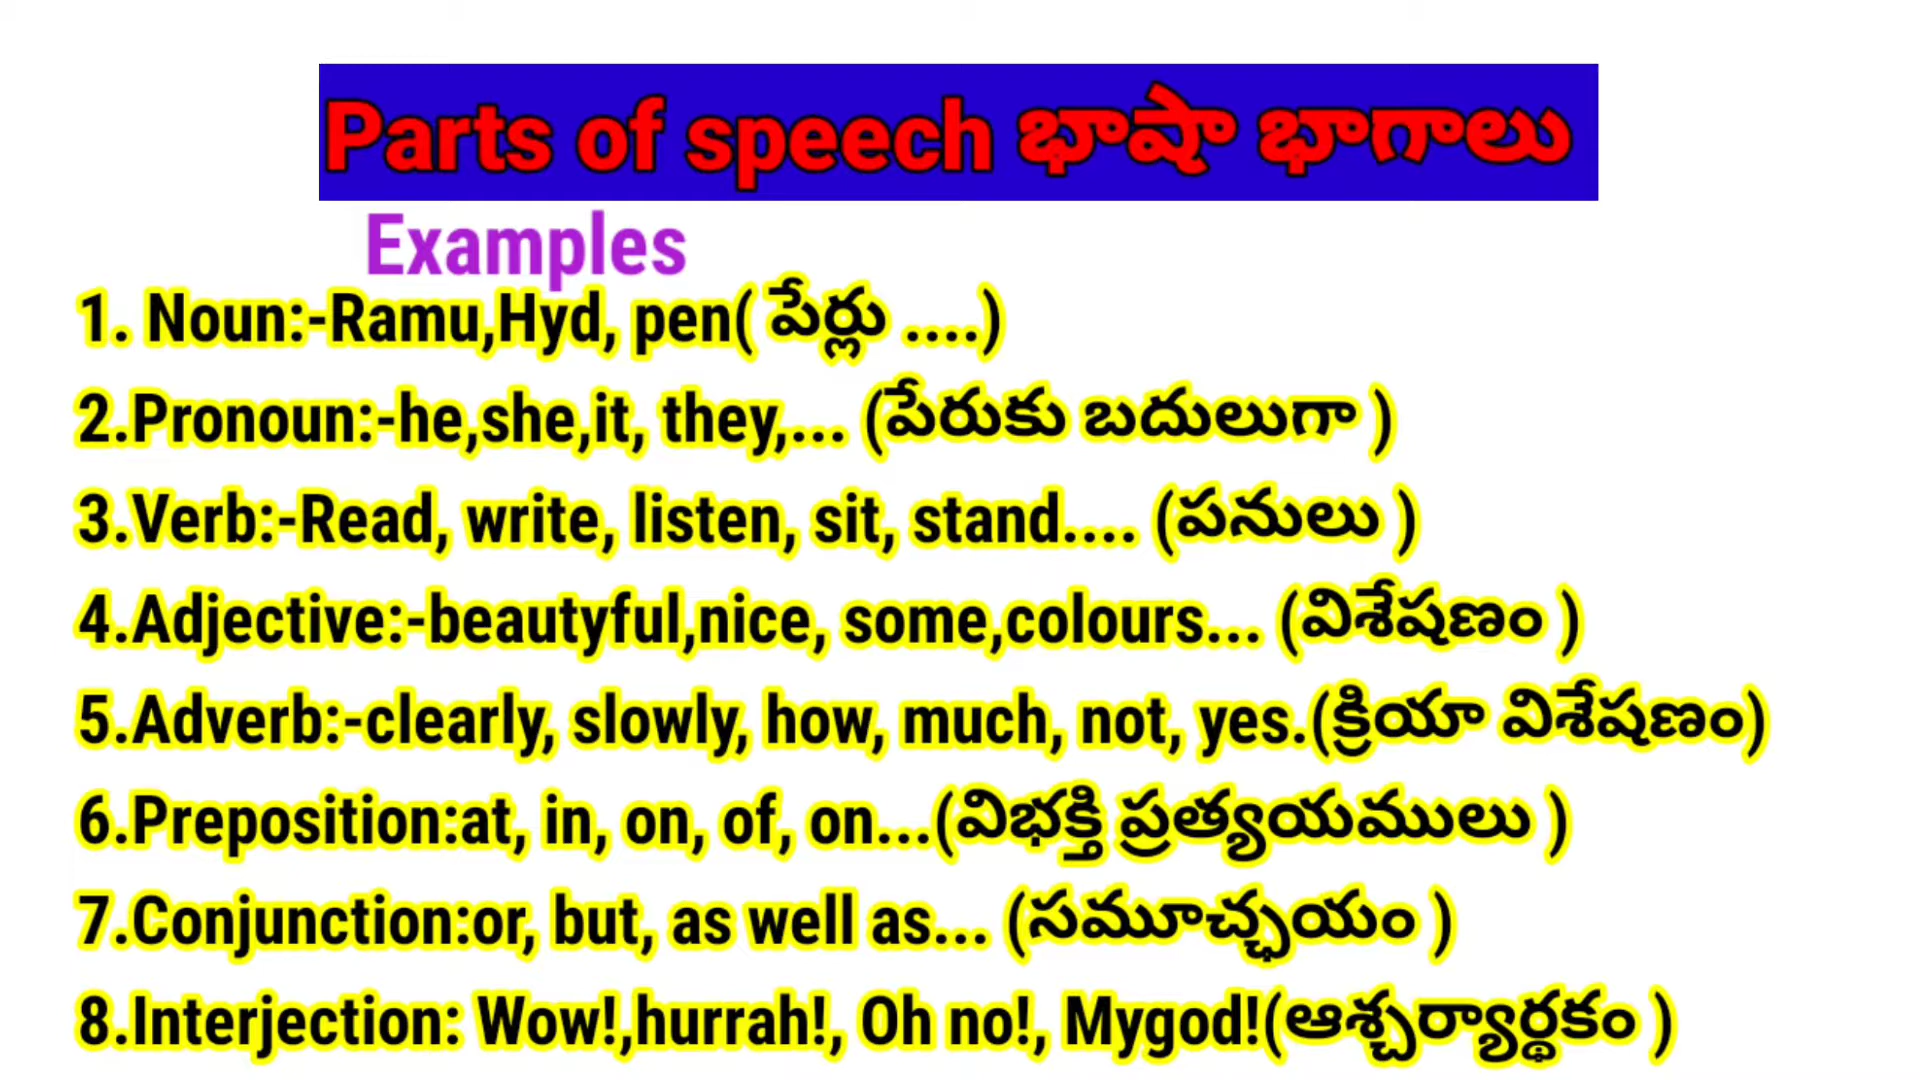 Parts of speech భాషా భాగాలు
Examples
1. Noun:-Ramu,Hyd, pen( పేర్లు ....)
2.Pronoun:-he,she,it, they,... (పేరుకు బదులుగా )
3.Verb:-Read, write, listen, sit, stand.... (పనులు )
4.Adjective:-beautyful,nice, some,colours... (విశేషణం )
5.Adverb:-clearly, slowly, how, much, not, yes.(క్రియా విశేషణం)
6.Preposition:at, in, on, of, on...(విభక్తి ప్రత్యయములు )
7.Conjunction:or, but, as well as... (సమూచ్ఛయం )
8.Interjection: Wow!,hurrah!, Oh no!, Mygod!(ఆశ్చర్యార్థకం )